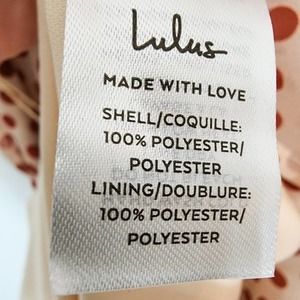 Lulus
MADE WITH LOVE
SHELL/COQUILLE:
100% POLYESTER/
POLYESTER
LINING/DOUBLURE:
100% POLYESTER/
POLYESTER